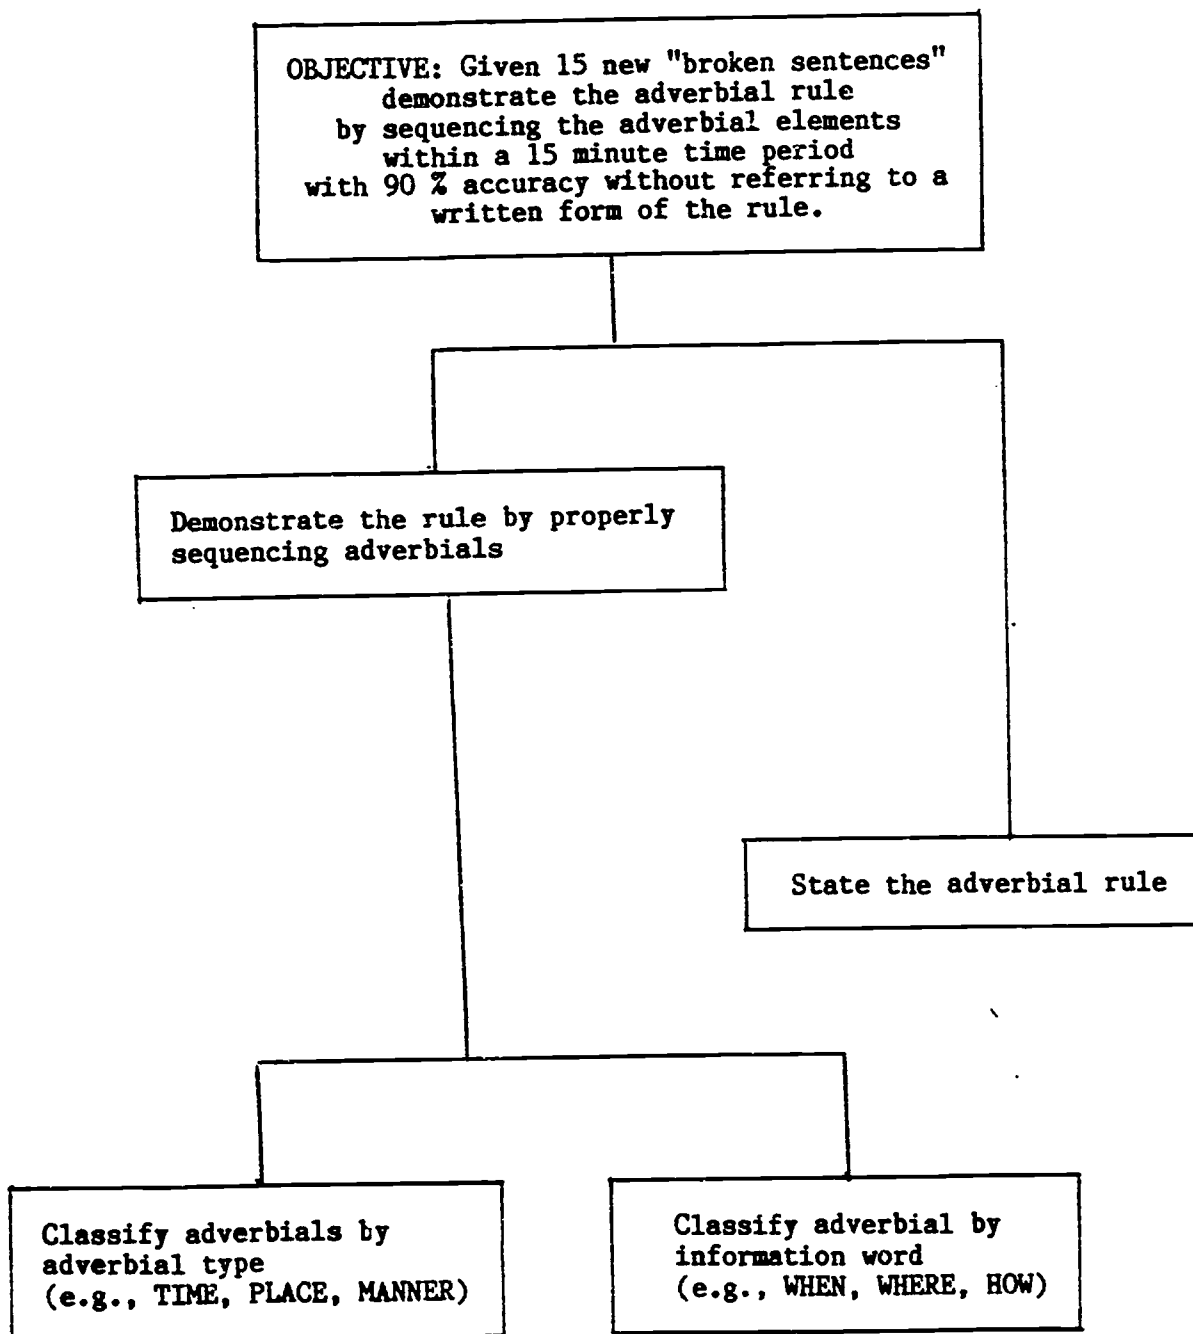 OBJECTIVE: Given 15 new "broken sentences"
demonstrate the adverbial rule
by sequencing the adverbial elements
within a 15 minute time period
with 90 % accuracy without referring to a
written form of the rule.
Demonstrate the rule by properly
sequencing adverbials
State the adverbial rule
Classify adverbials by
adverbial type
(e.g., TIME, PLACE, MANNER)
Classify adverbial by
information word
(e.g., WHEN, WHERE, HOW)